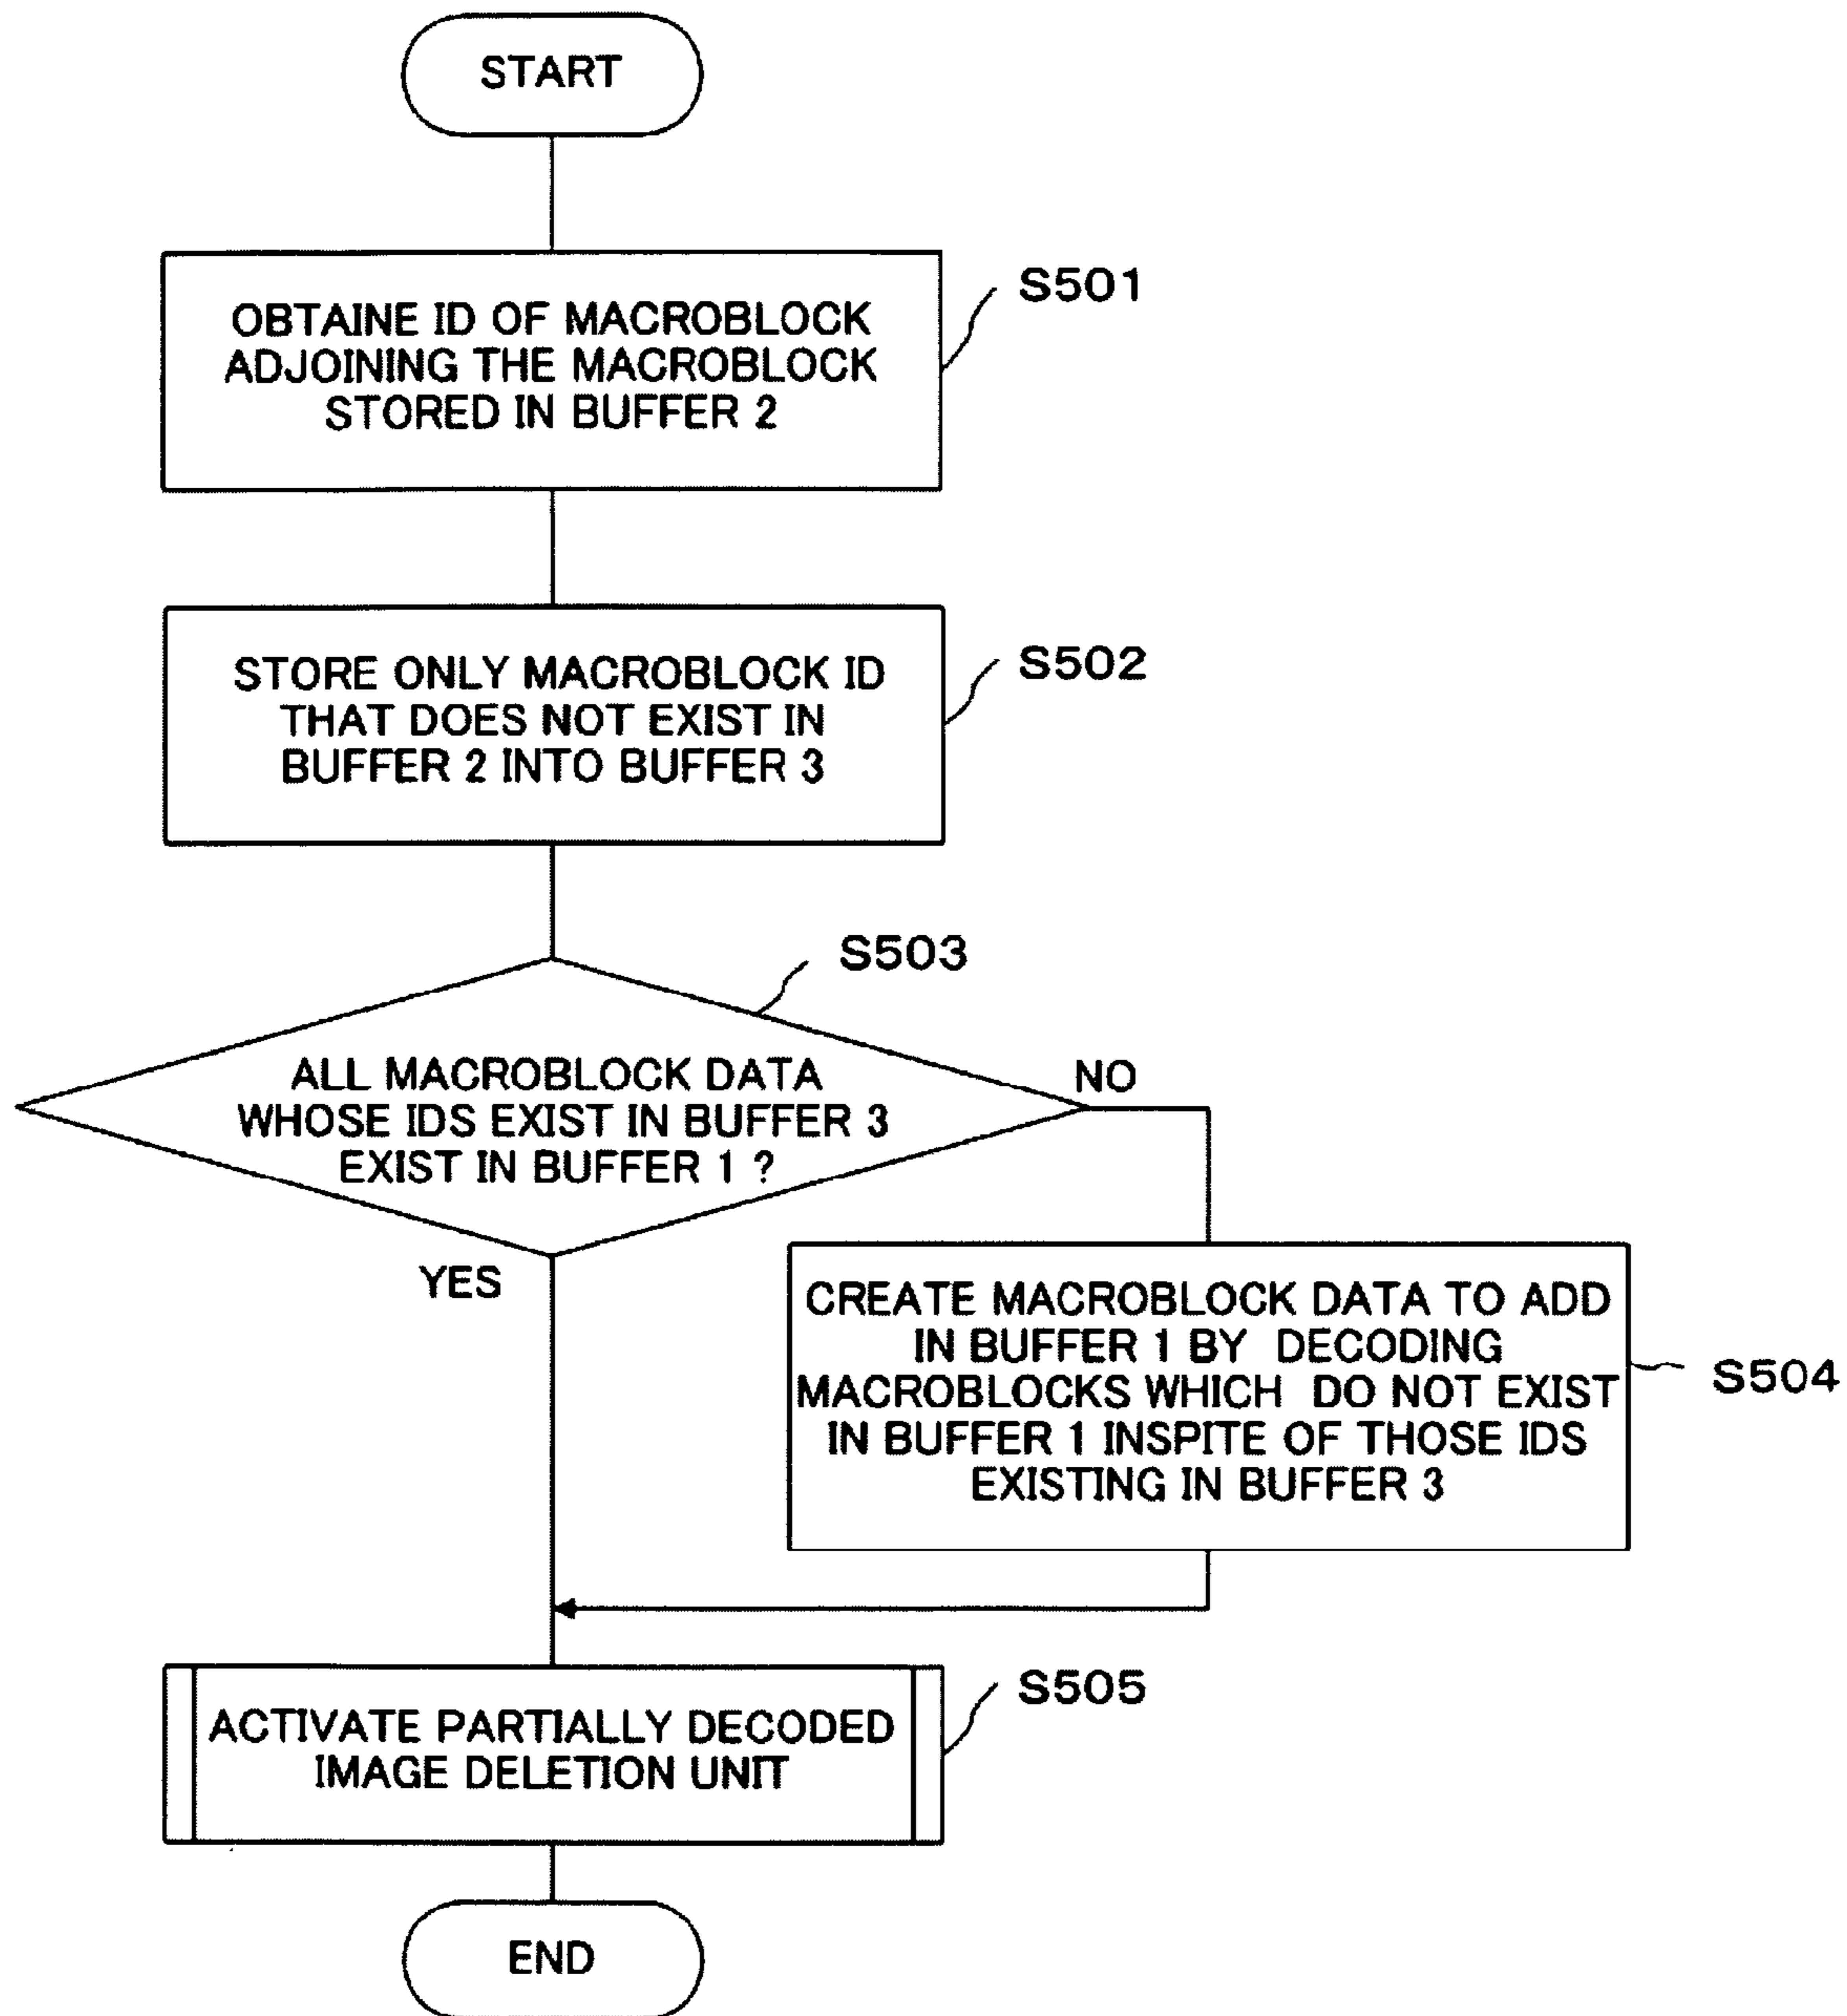 START
OBTAINE ID OF MACROBLOCK
ADJOINING THE MACROBLOCK
STORED IN BUFFER 2
S501
STORE ONLY MACROBLOCK ID
THAT DOES NOT EXIST IN
BUFFER 2 INTO BUFFER 3
S502
S503
ALL MACROBLOCK DATA
WHOSE IDS EXIST IN BUFFER 3
EXIST IN BUFFER 1 ?
NO
YES
CREATE MACROBLOCK DATA TO ADD
IN BUFFER 1 BY DECODING
MACROBLOCKS WHICH DO NOT EXIST
IN BUFFER 1 INSPITE OF THOSE IDS
EXISTING IN BUFFER 3
S504
ACTIVATE PARTIALLY DECODED
IMAGE DELETION UNIT
S505
END